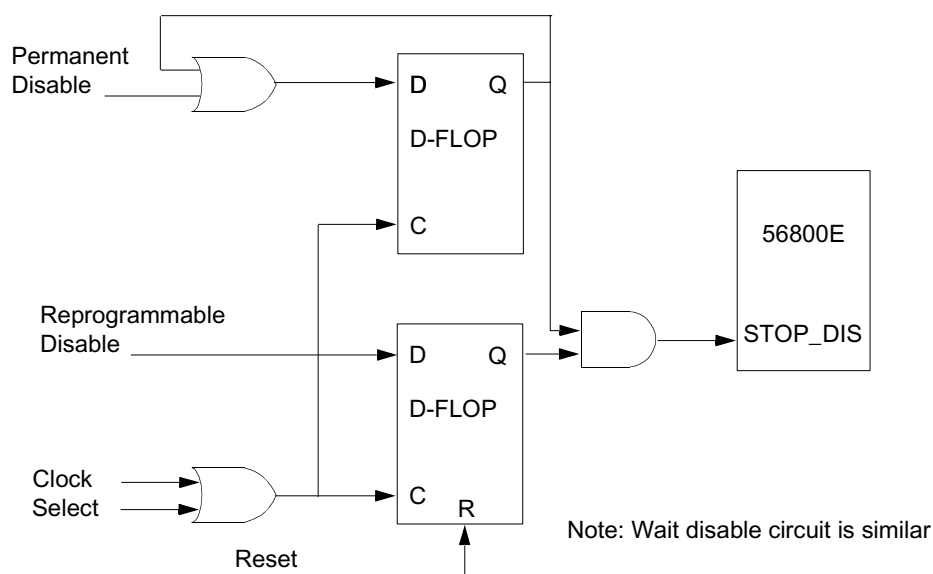 Permanent
Disable
D
Q
D-FLOP
C
56800E
STOP_DIS
Reprogrammable
Disable
D
Q
D-FLOP
C
R
Clock
Select
Reset
Note: Wait disable circuit is similar